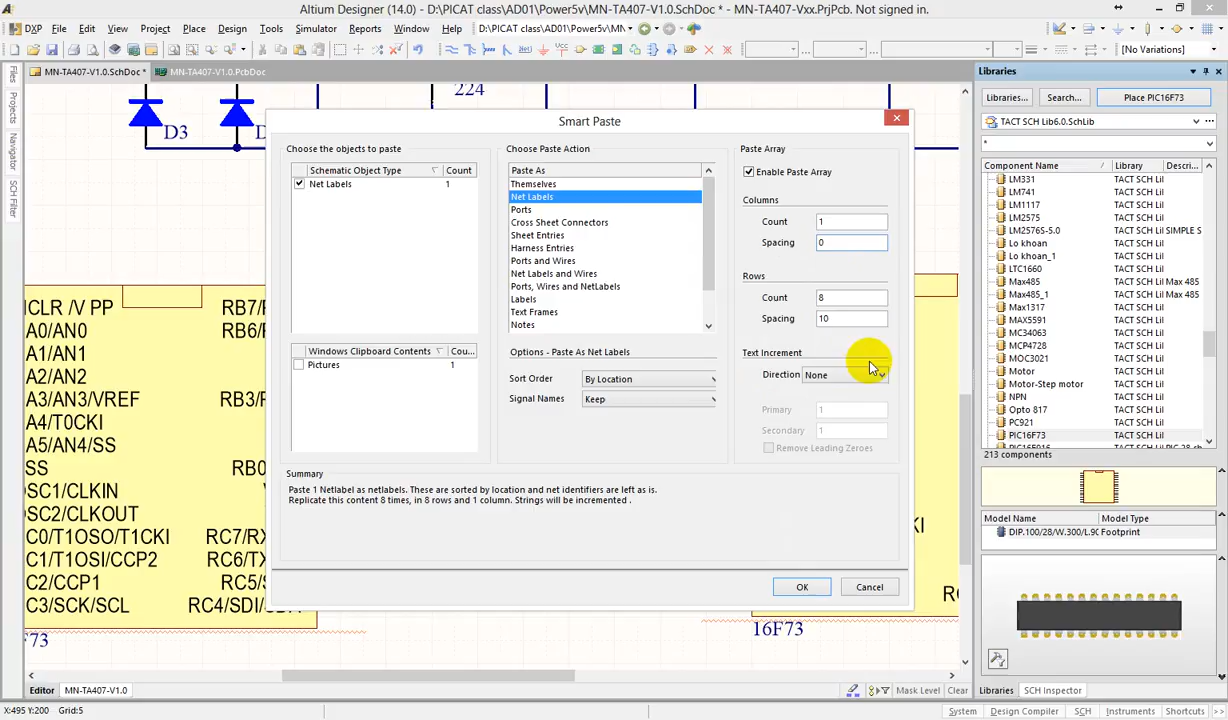 Altium Designer (14.0) - D:\PICAT class\AD01\Power5v\MN-TA407-V1.0.SchDoc * - MN-TA407-Vxx.PrjPcb. Not signed in.
DXP File Edit View Project Place Design Tools Simulator Reports Window Help D:\PICAT class\AD01\Power5v\MN
[No Variations]
MN-TA407-V1.0.SchDoc * MN-TA407-V1.0.PcbDoc
Libraries
Files
Projects
Navigator
SCH Filter
224
D3
Smart Paste
Choose the objects to paste
Schematic Object Type Count
Net Labels 1
Windows Clipboard Contents Cou...
Pictures 1
Choose Paste Action
Paste As
Themselves
Net Labels
Ports
Cross Sheet Connectors
Sheet Entries
Harness Entries
Ports and Wires
Net Labels and Wires
Ports, Wires and NetLabels
Labels
Text Frames
Notes
Options - Paste As Net Labels
Sort Order By Location
Signal Names Keep
Paste Array
Enable Paste Array
Columns
Count 1
Spacing 0
Rows
Count 8
Spacing 10
Text Increment
Direction None
Primary 1
Secondary 1
Remove Leading Zeroes
Summary
Paste 1 Netlabel as netlabels. These are sorted by location and net identifiers are left as is.
Replicate this content 8 times, in 8 rows and 1 column. Strings will be incremented .
OK Cancel
MCLR /V PP RB7/
A0/AN0 RB6/
A1/AN1
A2/AN2
A3/AN3/VREF RB3/
A4/T0CKI
A5/AN4/SS
SS RB0
OSC1/CLKIN
OSC2/CLKOUT
C0/T1OSO/T1CKI RC7/
C1/T1OSI/CCP2 RC6/TX
C2/CCP1 RC5/
C3/SCK/SCL RC4/SDI/SDA
F73
KI
RC
16F73
Libraries... Search... Place PIC16F73
TACT SCH Lib6.0.SchLib
*
Component Name Library Descri...
LM331 TACT SCH Lil
LM741 TACT SCH Lil
LM1117 TACT SCH Lil
LM2575 TACT SCH Lil
LM2576S-5.0 TACT SCH Lil SIMPLE S
Lo khoan TACT SCH Lil
Lo khoan_1 TACT SCH Lil
LTC1660 TACT SCH Lil
Max485 TACT SCH Lil Max 485
Max485_1 TACT SCH Lil Max 485
Max1317 TACT SCH Lil
MAX5591 TACT SCH Lil
MC34063 TACT SCH Lil
MCP4728 TACT SCH Lil
MOC3021 TACT SCH Lil
Motor TACT SCH Lil
Motor-Step motor TACT SCH Lil
NPN TACT SCH Lil
Opto 817 TACT SCH Lil
PC921 TACT SCH Lil
PIC16F73 TACT SCH Lil
213 components
Model Name Model Type
DIP.100/28/W.300/L.90 Footprint
Libraries SCH Inspector
Editor MN-TA407-V1.0
Mask Level Clear
X:495 Y:200 Grid:5
System Design Compiler SCH Instruments Shortcuts >>